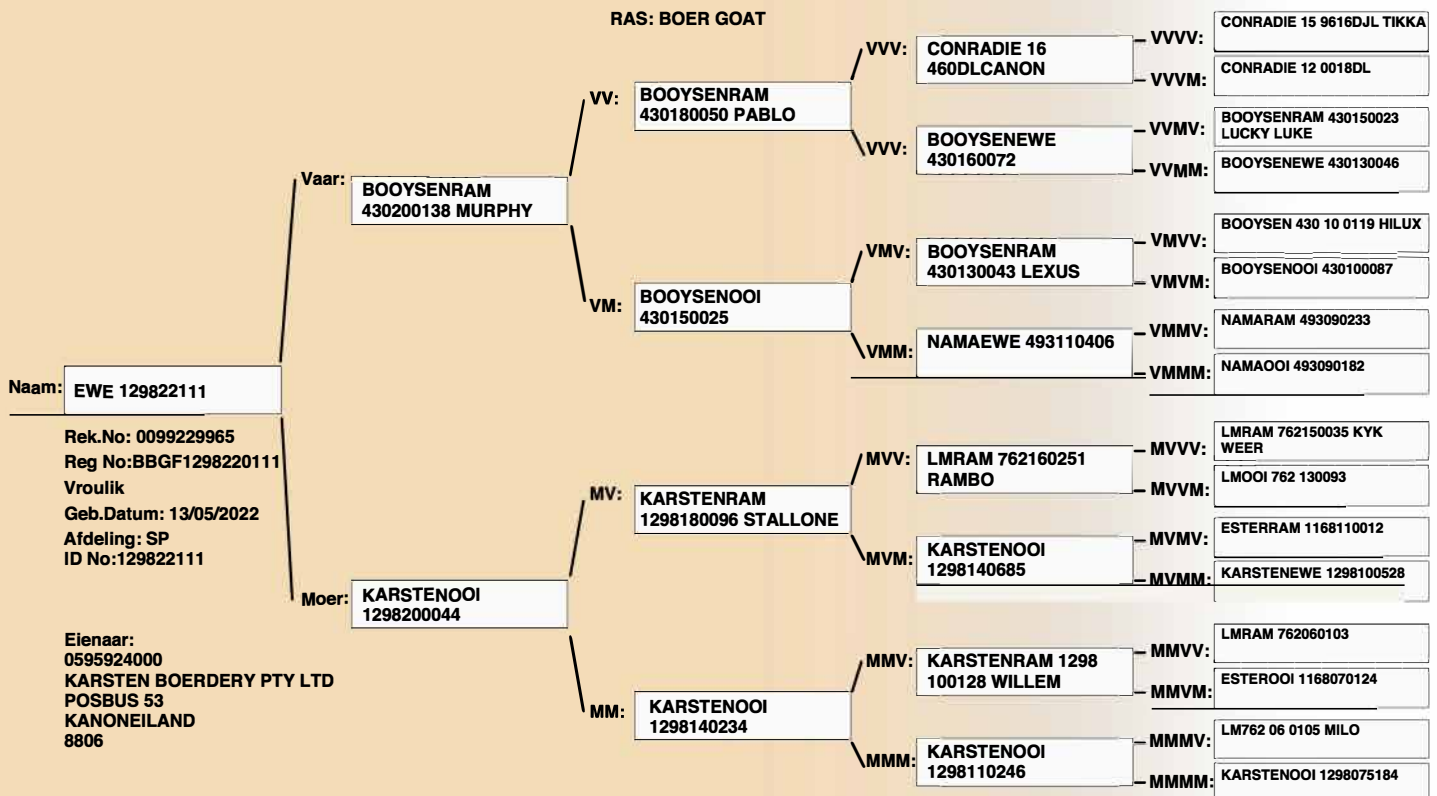 RAS: BOER GOAT
Naam: EWE 129822111
Rek.No: 0099229965
Reg No:BBGF1298220111
Vroulik
Geb.Datum: 13/05/2022
Afdeling: SP
ID No:129822111
Eienaar:
0595924000
KARSTEN BOERDERY PTY LTD
POSBUS 53
KANONEILAND
8806
Vaar: BOOYSENRAM
430200138 MURPHY
Moer: KARSTENOOI
1298200044
VV: BOOYSENRAM
430180050 PABLO
VM: BOOYSENOOI
430150025
MV: KARSTENRAM
1298180096 STALLONE
MM: KARSTENOOI
1298140234
VVV: CONRADIE 16
460DLCANON
VVV: BOOYSENEWE
430160072
VMV: BOOYSENRAM
430130043 LEXUS
VMM: NAMAEWE 493110406
MVV: LMRAM 762160251
RAMBO
MVM: KARSTENOOI
1298140685
MMV: KARSTENRAM 1298
100128 WILLEM
MMM: KARSTENOOI
1298110246
VVVV: CONRADIE 15 9616DJL TIKKA
VVVM: CONRADIE 12 0018DL
VVMV: BOOYSENRAM 430150023
LUCKY LUKE
VVMM: BOOYSENEWE 430130046
VMVV: BOOYSEN 430 10 0119 HILUX
VMVM: BOOYSENOOI 430100087
VMMV: NAMARAM 493090233
VMMM: NAMAOOI 493090182
MVVV: LMRAM 762150035 KYK
WEER
MVVM: LMOOI 762 130093
MVMV: ESTERRAM 1168110012
MVMM: KARSTENEWE 1298100528
MMVV: LMRAM 762060103
MMVM: ESTEROOI 1168070124
MMMV: LM762 06 0105 MILO
MMMM: KARSTENOOI 1298075184